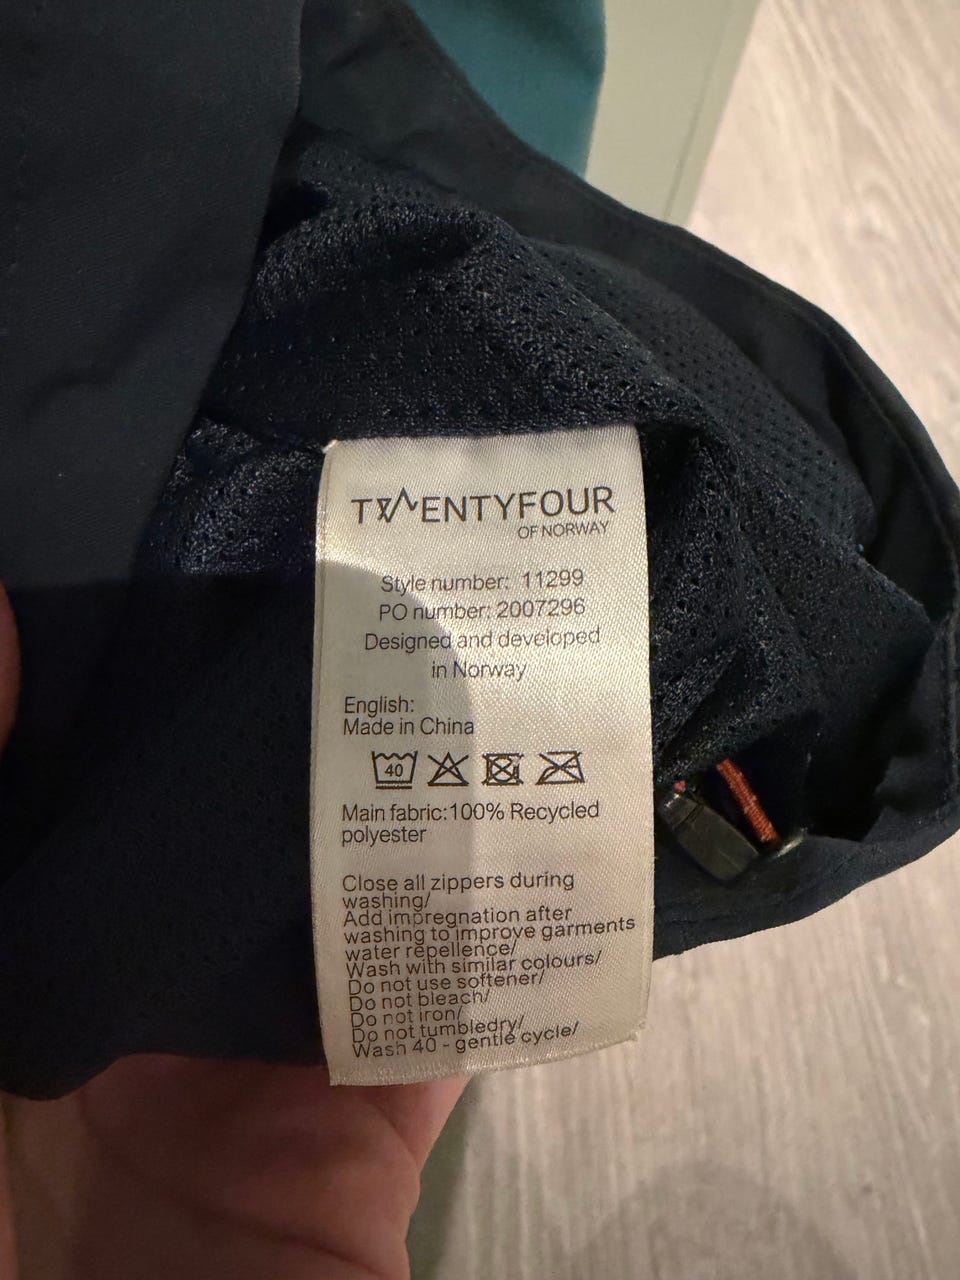 TWENTYFOUR
OF NORWAY
Style number: 11299
PO number: 2007296
Designed and developed
in Norway
English:
Made in China
40
Main fabric:100% Recycled
polyester
Close all zippers during
washing/
Add impregnation after
washing to improve garments
water repellence/
Wash with similar colours/
Do not use softener/
Do not bleach/
Do not iron/
Do not tumbledry/
Wash 40 - gentle cycle/